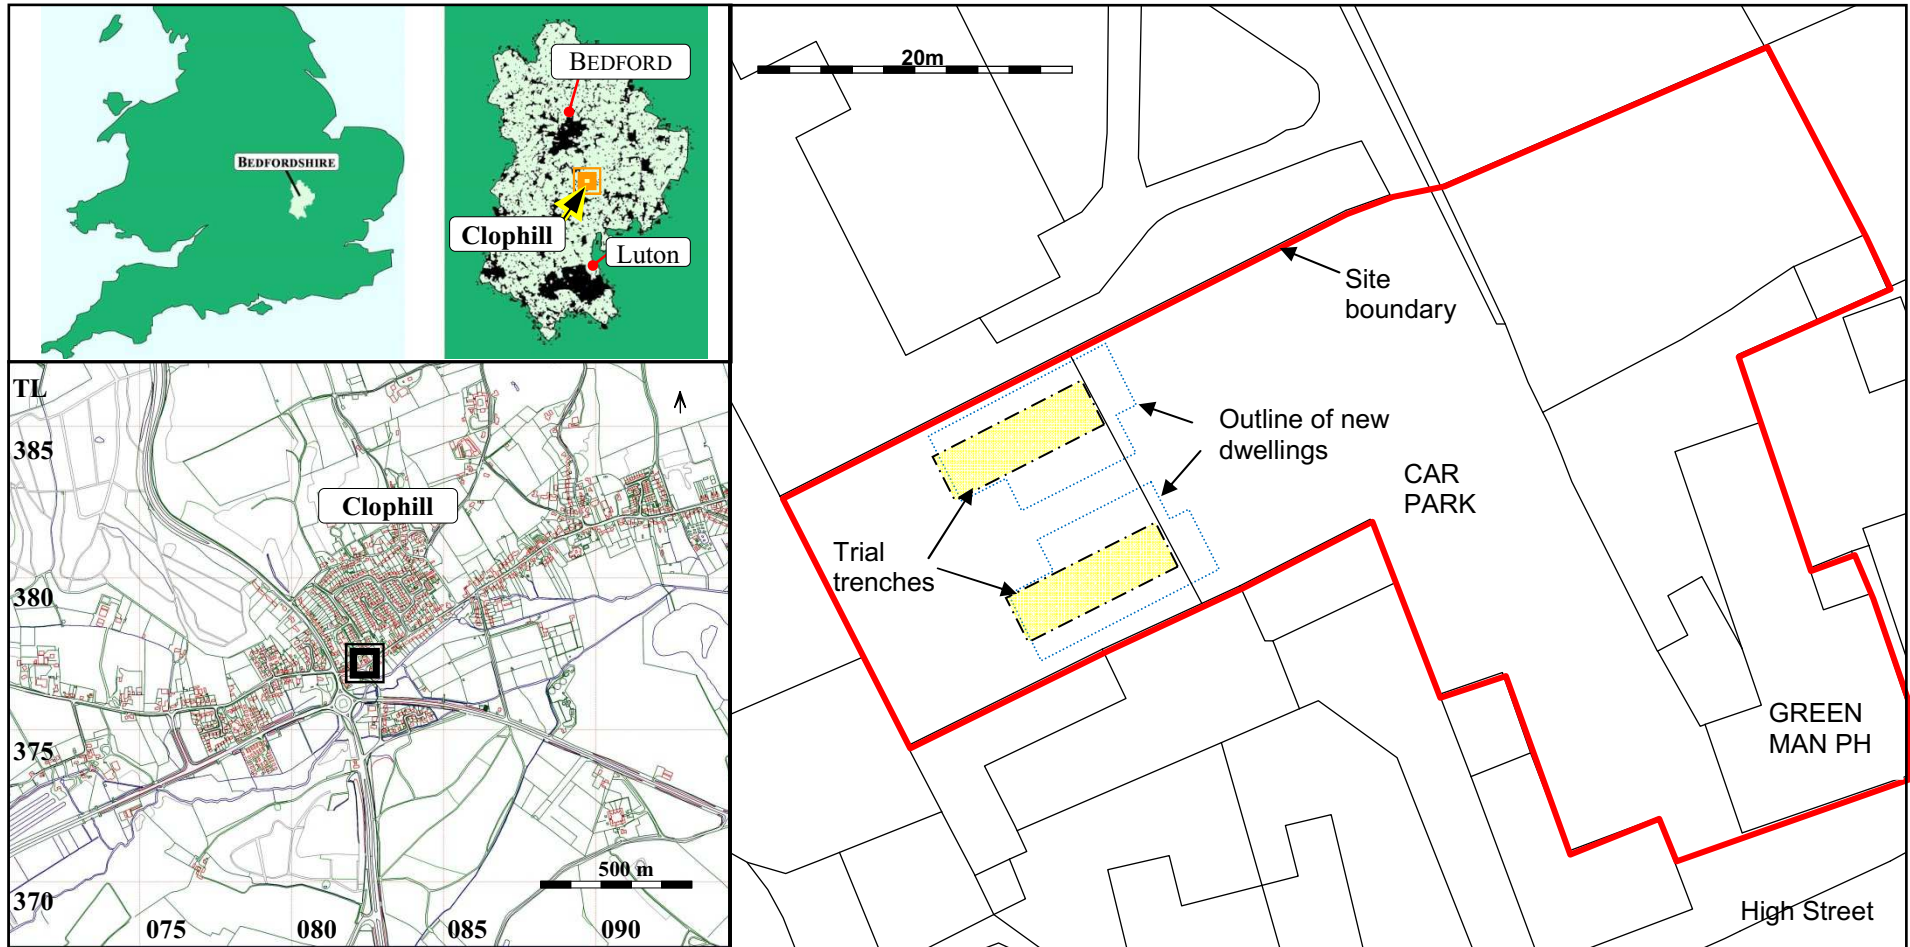 BEDFORDSHIRE
BEDFORD
Clophill
Luton
TL
385
380
375
370
075
080
085
090
Clophill
500 m
20m
Site
boundary
Outline of new
dwellings
Trial
trenches
CAR
PARK
GREEN
MAN PH
High Street